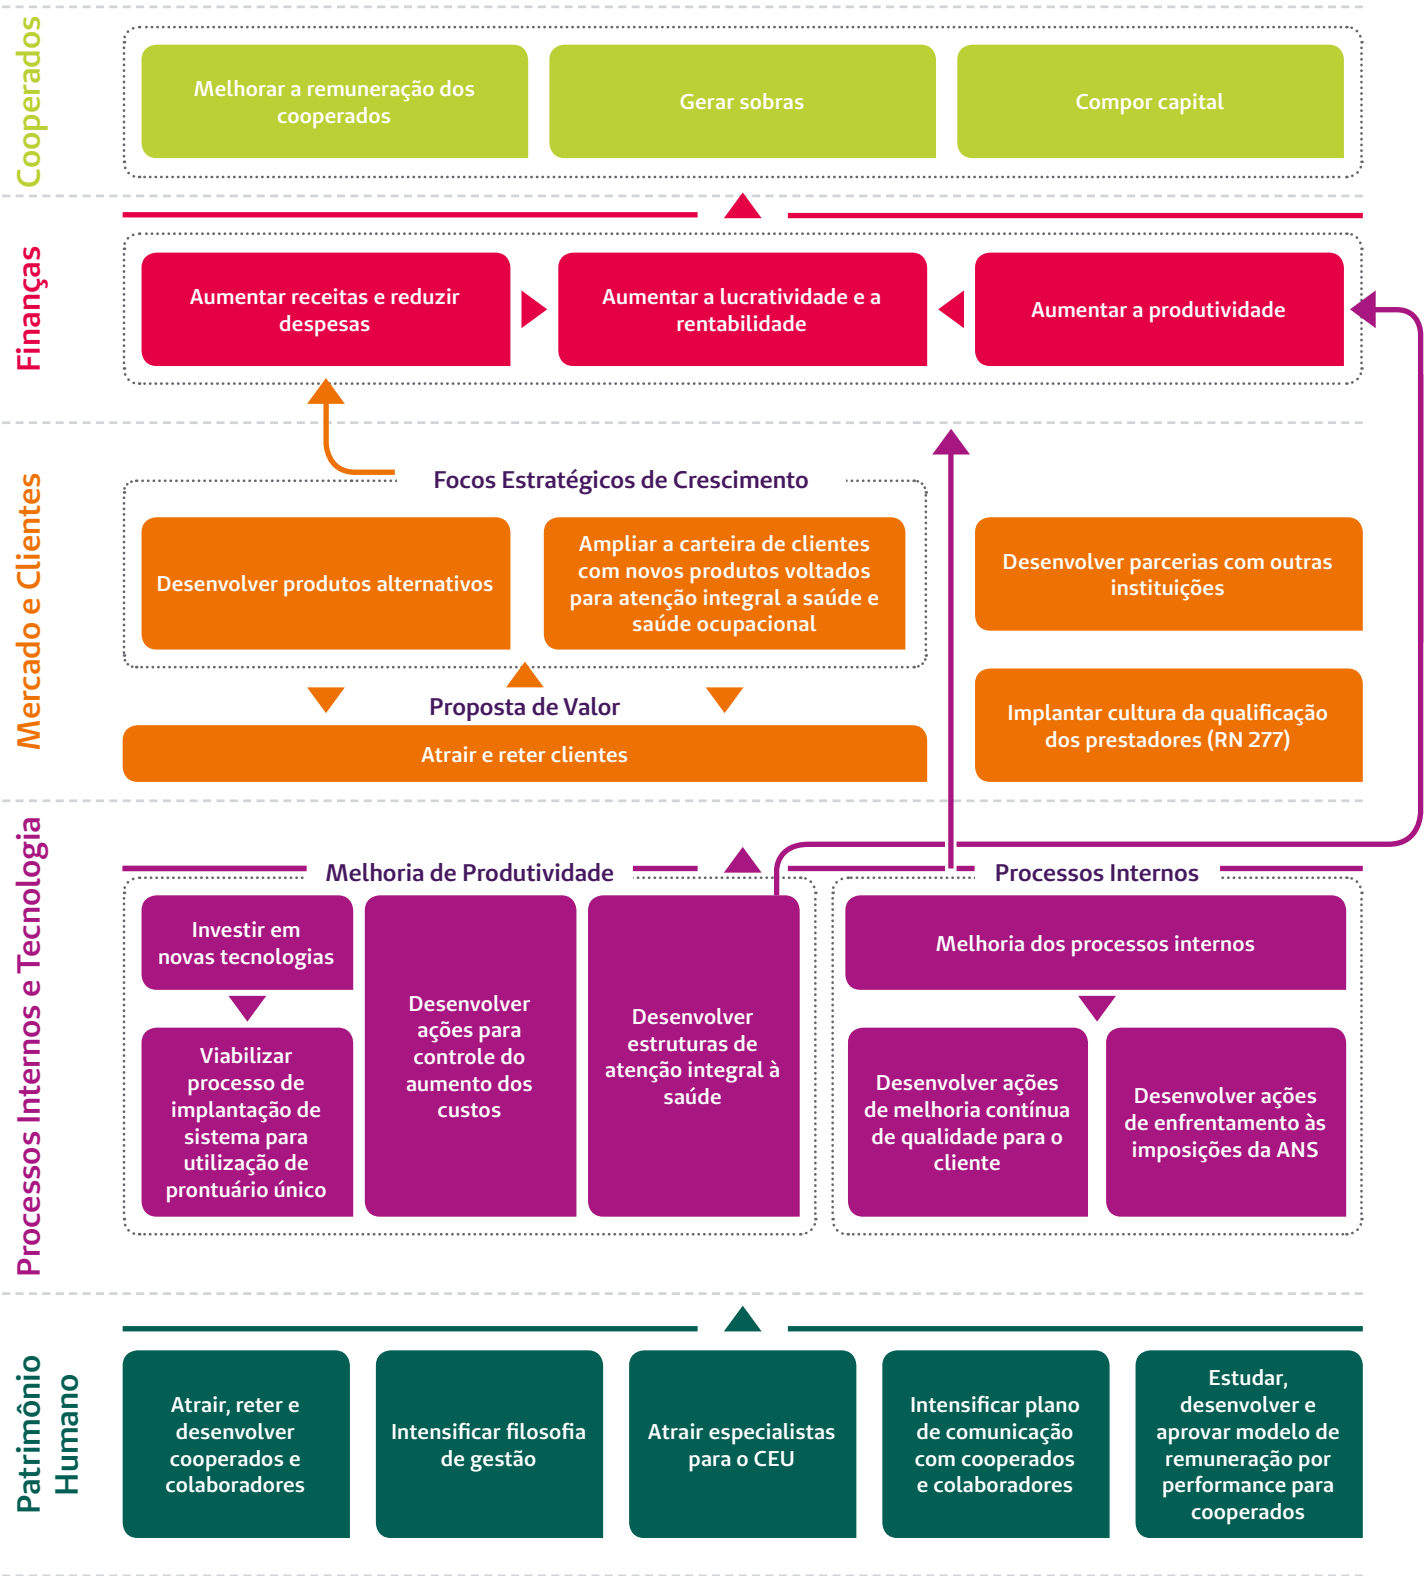 Cooperados
Melhorar a remuneração dos
cooperados
Gerar sobras
Compor capital
Finanças
Aumentar receitas e reduzir
despesas
Aumentar a lucratividade e a
rentabilidade
Aumentar a produtividade
Mercado e Clientes
Focos Estratégicos de Crescimento
Desenvolver produtos alternativos
Ampliar a carteira de clientes
com novos produtos voltados
para atenção integral a saúde e
saúde ocupacional
Desenvolver parcerias com outras
instituições
Proposta de Valor
Atrair e reter clientes
Implantar cultura da qualificação
dos prestadores (RN 277)
Processos Internos e Tecnologia
Melhoria de Produtividade
Investir em
novas tecnologias
Viabilizar
processo de
implantação de
sistema para
utilização de
prontuário único
Desenvolver
ações para
controle do
aumento dos
custos
Desenvolver
estruturas de
atenção integral à
saúde
Processos Internos
Melhoria dos processos internos
Desenvolver ações
de melhoria contínua
de qualidade para o
cliente
Desenvolver ações
de enfrentamento às
imposições da ANS
Patrimônio
Humano
Atrair, reter e
desenvolver
cooperados e
colaboradores
Intensificar filosofia
de gestão
Atrair especialistas
para o CEU
Intensificar plano
de comunicação
com cooperados
e colaboradores
Estudar,
desenvolver e
aprovar modelo de
remuneração por
performance para
cooperados